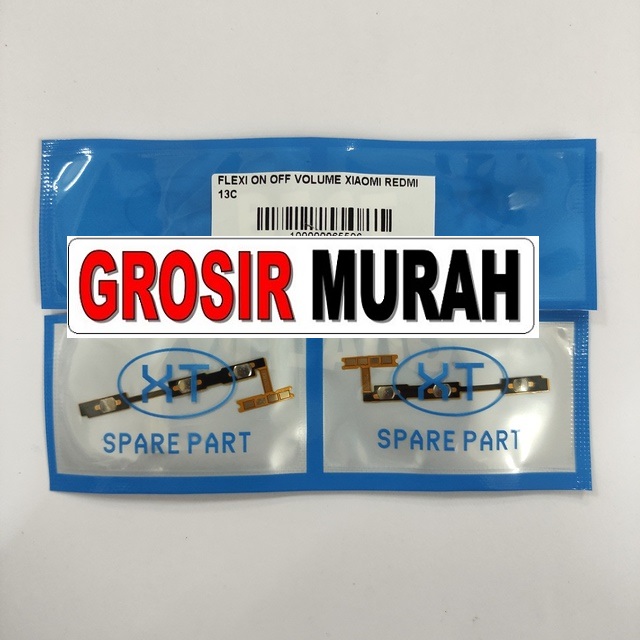 FLEXI ON OFF VOLUME XIAOMI REDMI
13C
GROSIR MURAH
XT
SPARE PART
XT
SPARE PART